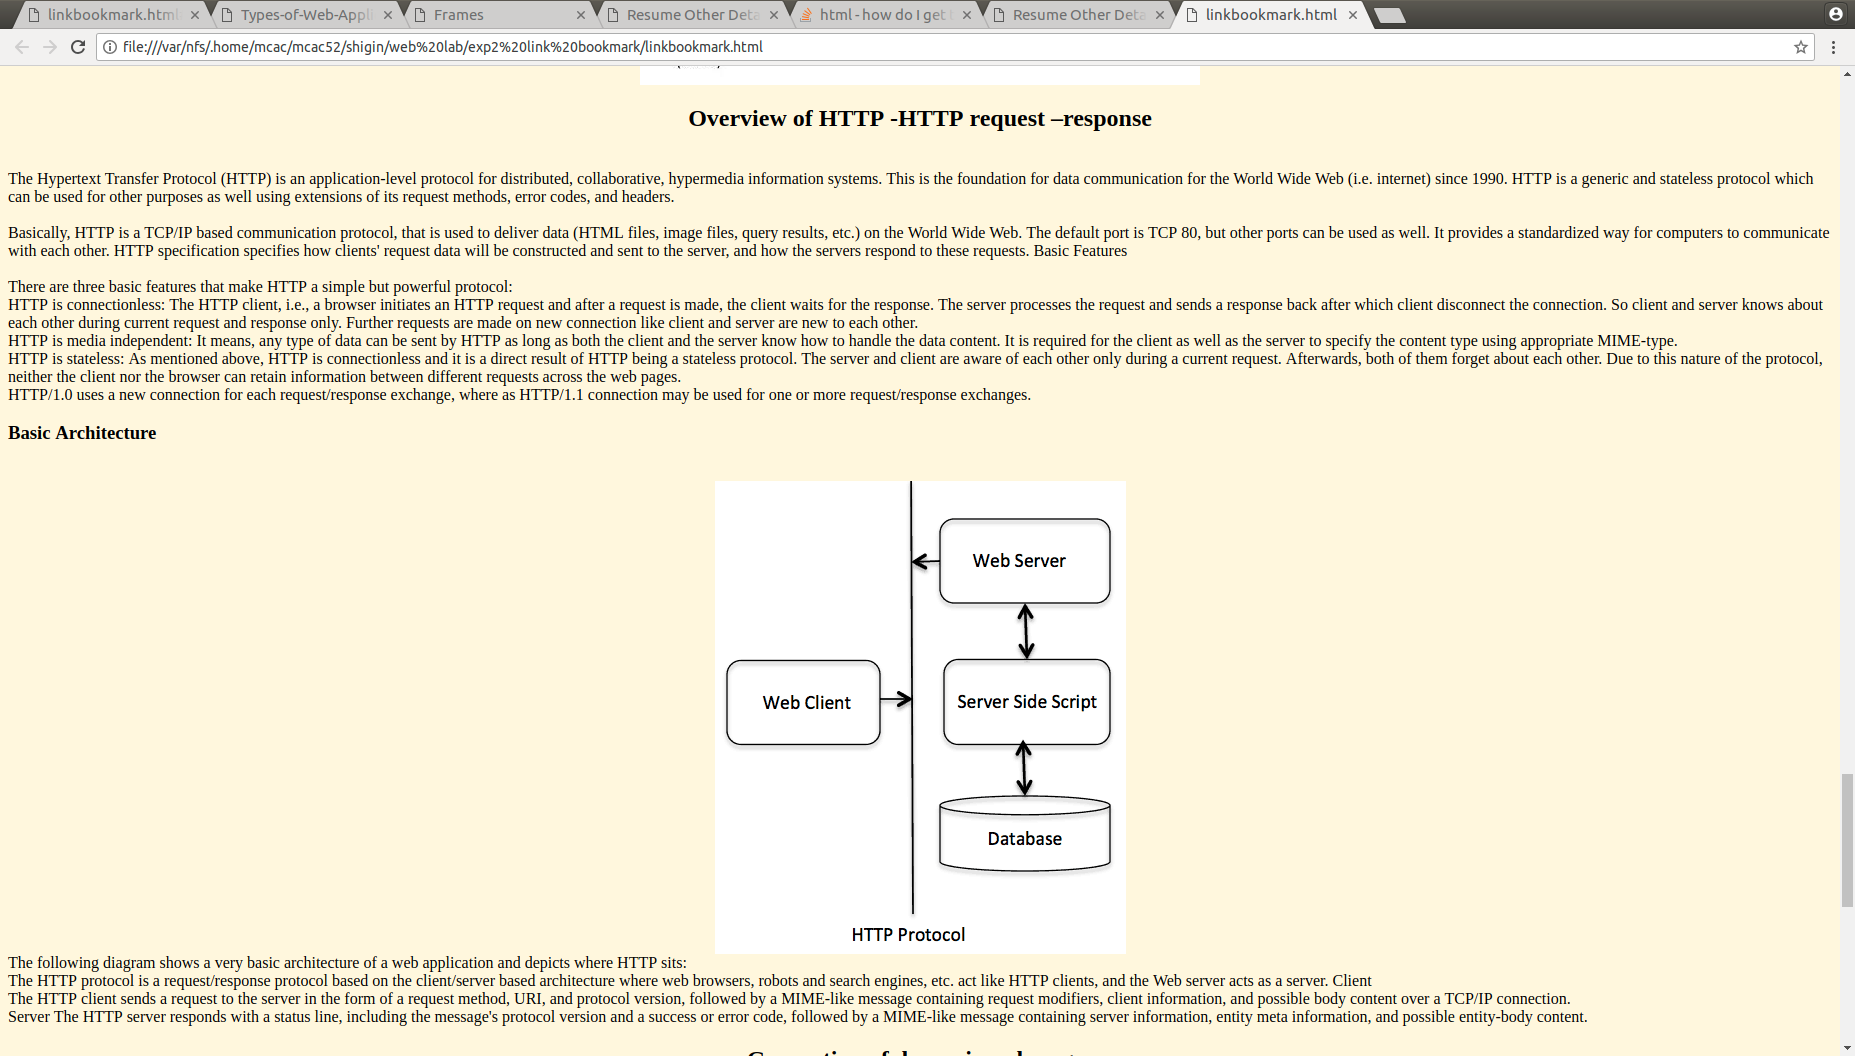 linkbookmark.html
Types-of-Web-Appli
Frames
Resume Other Deta
html - how do I get
Resume Other Deta
linkbookmark.html
file:///var/nfs/.home/mcac/mcac52/shigin/web%20lab/exp2%20link%20bookmark/linkbookmark.html
Overview of HTTP -HTTP request –response
The Hypertext Transfer Protocol (HTTP) is an application-level protocol for distributed, collaborative, hypermedia information systems. This is the foundation for data communication for the World Wide Web (i.e. internet) since 1990. HTTP is a generic and stateless protocol which
can be used for other purposes as well using extensions of its request methods, error codes, and headers.
Basically, HTTP is a TCP/IP based communication protocol, that is used to deliver data (HTML files, image files, query results, etc.) on the World Wide Web. The default port is TCP 80, but other ports can be used as well. It provides a standardized way for computers to communicate
with each other. HTTP specification specifies how clients' request data will be constructed and sent to the server, and how the servers respond to these requests. Basic Features
There are three basic features that make HTTP a simple but powerful protocol:
HTTP is connectionless: The HTTP client, i.e., a browser initiates an HTTP request and after a request is made, the client waits for the response. The server processes the request and sends a response back after which client disconnect the connection. So client and server knows about
each other during current request and response only. Further requests are made on new connection like client and server are new to each other.
HTTP is media independent: It means, any type of data can be sent by HTTP as long as both the client and the server know how to handle the data content. It is required for the client as well as the server to specify the content type using appropriate MIME-type.
HTTP is stateless: As mentioned above, HTTP is connectionless and it is a direct result of HTTP being a stateless protocol. The server and client are aware of each other only during a current request. Afterwards, both of them forget about each other. Due to this nature of the protocol,
neither the client nor the browser can retain information between different requests across the web pages.
HTTP/1.0 uses a new connection for each request/response exchange, where as HTTP/1.1 connection may be used for one or more request/response exchanges.
Basic Architecture
Web Server
Web Client
Server Side Script
Database
HTTP Protocol
The following diagram shows a very basic architecture of a web application and depicts where HTTP sits:
The HTTP protocol is a request/response protocol based on the client/server based architecture where web browsers, robots and search engines, etc. act like HTTP clients, and the Web server acts as a server. Client
The HTTP client sends a request to the server in the form of a request method, URI, and protocol version, followed by a MIME-like message containing request modifiers, client information, and possible body content over a TCP/IP connection.
Server The HTTP server responds with a status line, including the message's protocol version and a success or error code, followed by a MIME-like message containing server information, entity meta information, and possible entity-body content.